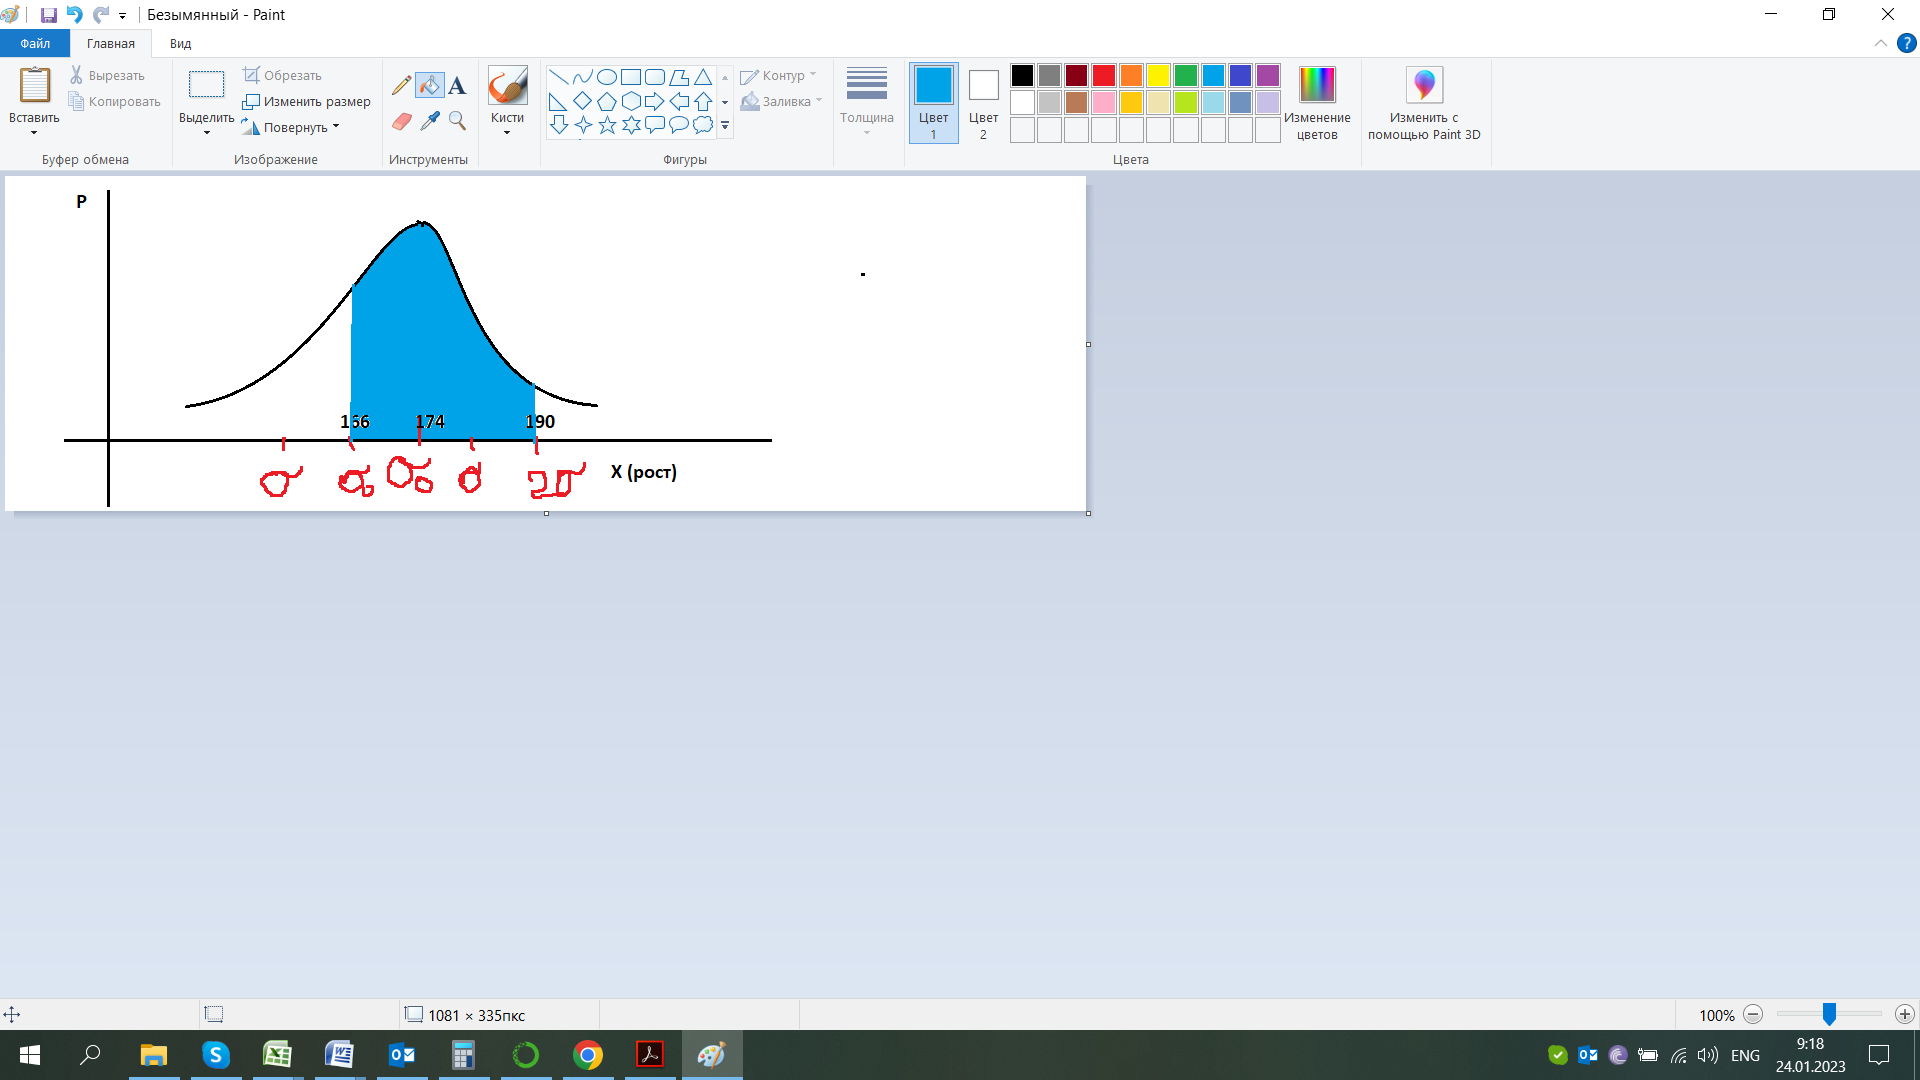 Безымянный - Paint
Файл Главная Вид
Вставить
Вырезать
Копировать
Буфер обмена
Выделить
Обрезать
Изменить размер
Повернуть
Изображение
A
Инструменты
Кисти
Фигуры
Контур
Заливка
Толщина
Цвет 1
Цвет 2
Цвета
Изменение цветов
Изменить с помощью Paint 3D
P
166 174 190
σ σ 2σ
X (рост)
1081 × 335пкс
100%
ENG
9:18
24.01.2023